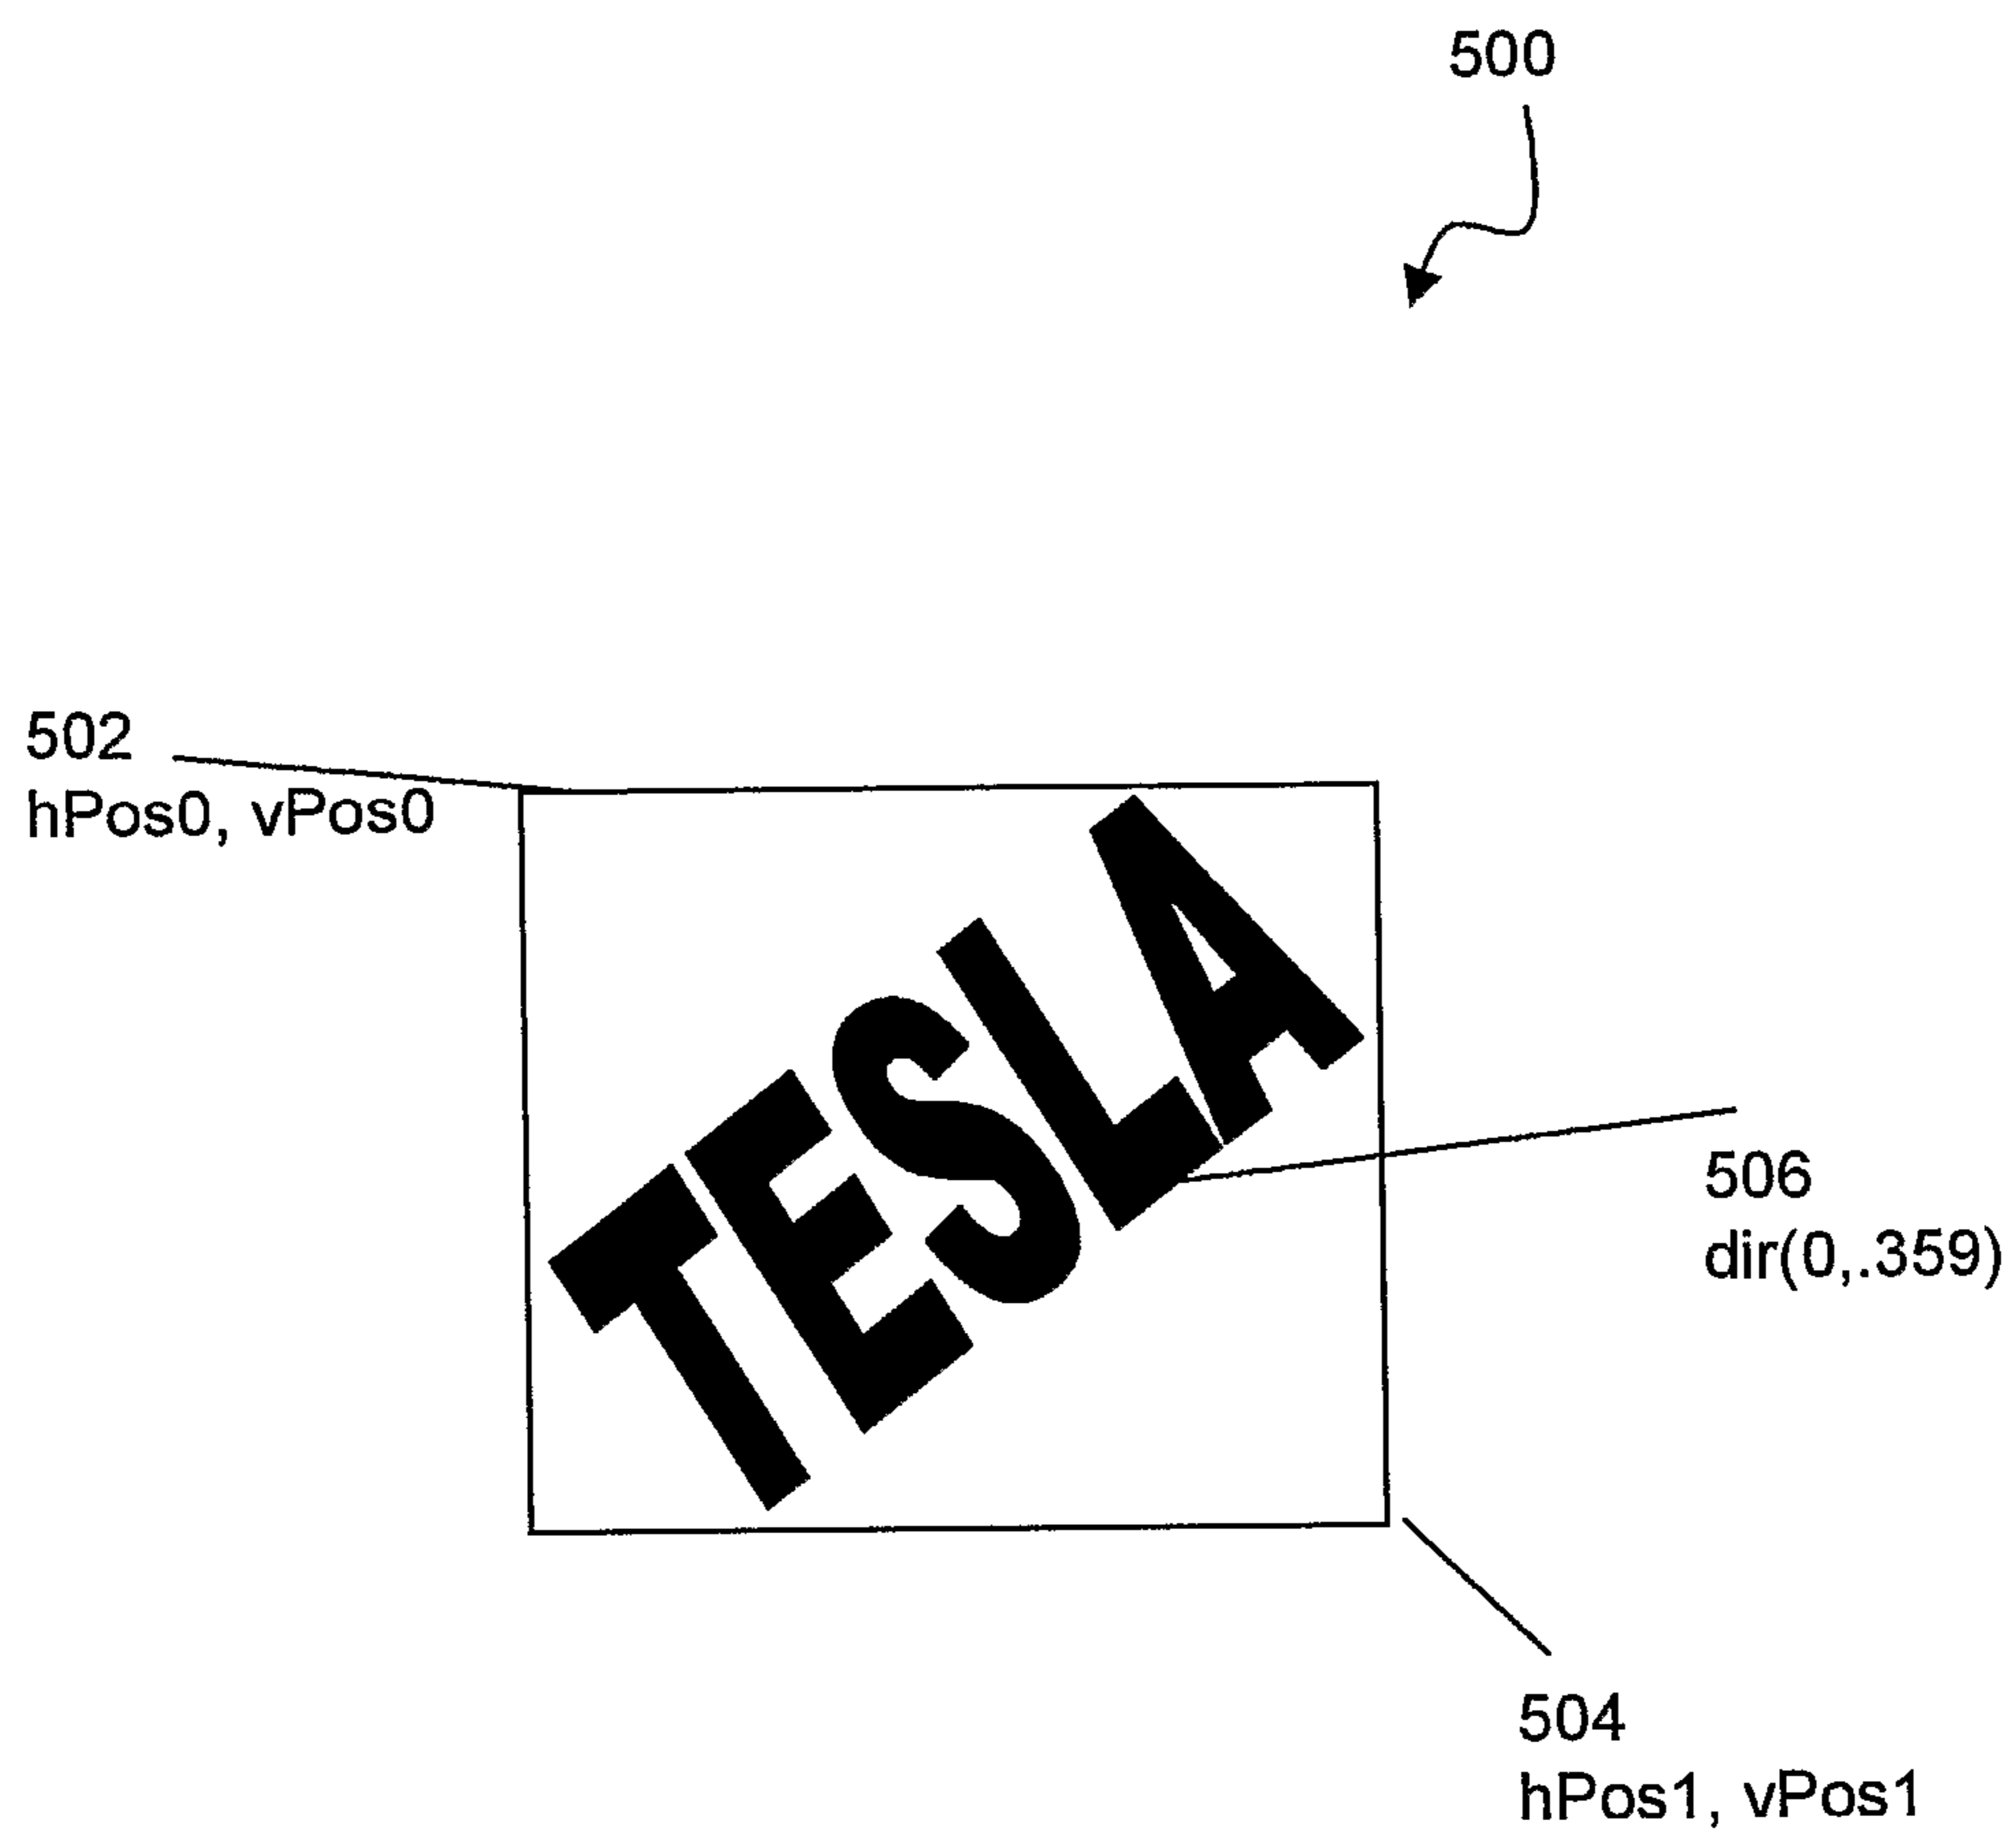 500
502
hPos0, vPos0
TESLA
506
dir(0,.359)
504
hPos1, vPos1